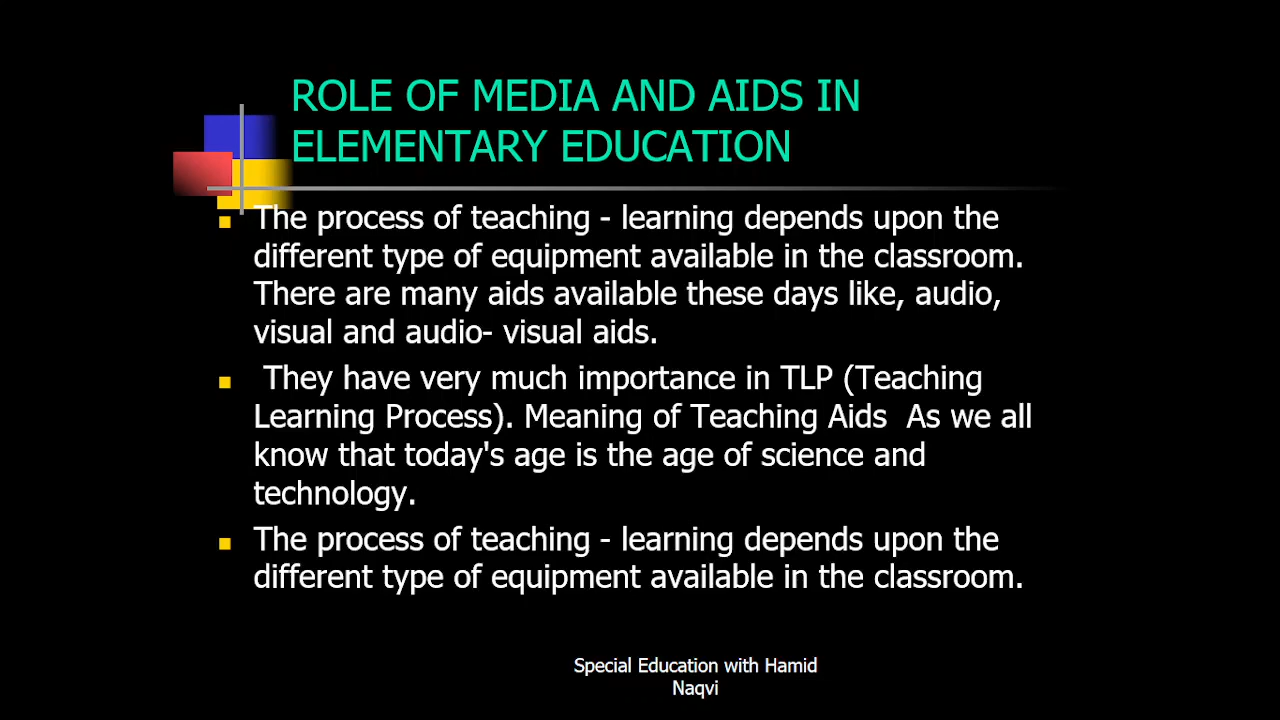 ROLE OF MEDIA AND AIDS IN
ELEMENTARY EDUCATION
The process of teaching - learning depends upon the
different type of equipment available in the classroom.
There are many aids available these days like, audio,
visual and audio- visual aids.
They have very much importance in TLP (Teaching
Learning Process). Meaning of Teaching Aids  As we all
know that today's age is the age of science and
technology.
The process of teaching - learning depends upon the
different type of equipment available in the classroom.
Special Education with Hamid
Naqvi